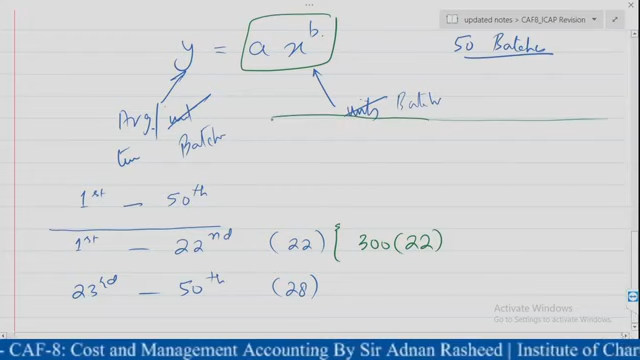 updated notes > CAF8_ICAP Revision
50 Batches
y = a x^b.
Avg. / unit
Batch
units Batch
1st - 50th
1st - 22nd (22) [ 300(22)
23rd - 50th (28)
Activate Windows
Go to Settings to activate Windows.
- CAF-8: Cost and Management Accounting By Sir Adnan Rasheed | Institute of Char